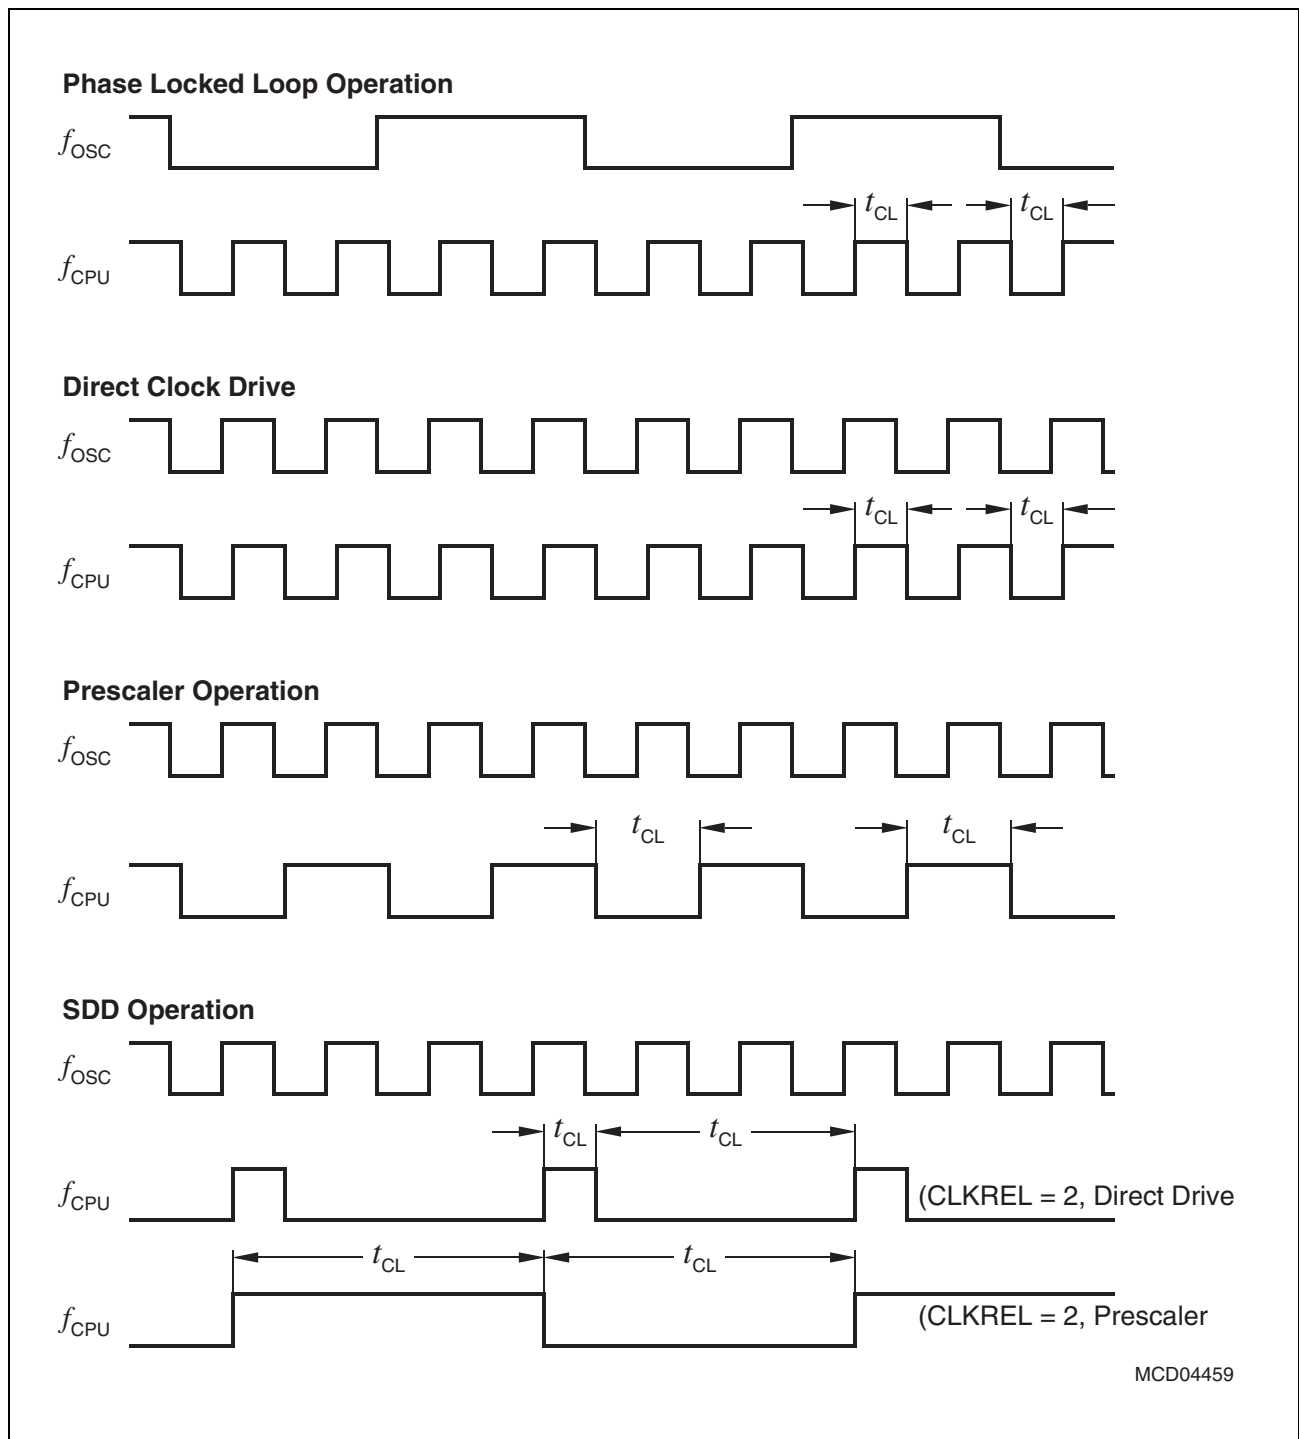 Phase Locked Loop Operation
fOSC
tCL tCL
fCPU
Direct Clock Drive
fOSC
tCL tCL
fCPU
Prescaler Operation
fOSC
tCL tCL
fCPU
SDD Operation
fOSC
tCL tCL
fCPU (CLKREL = 2, Direct Drive
tCL tCL
fCPU (CLKREL = 2, Prescaler
MCD04459